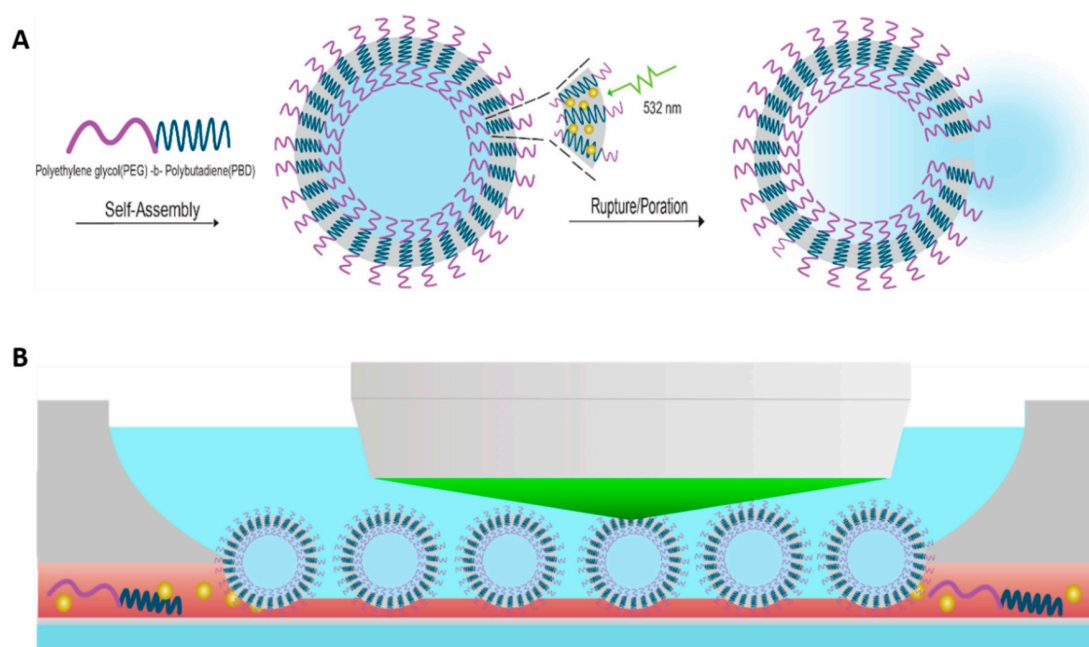 A
532 nm
Polyethylene glycol(PEG) -b- Polybutadiene(PBD)
Self-Assembly
Rupture/Poration
B